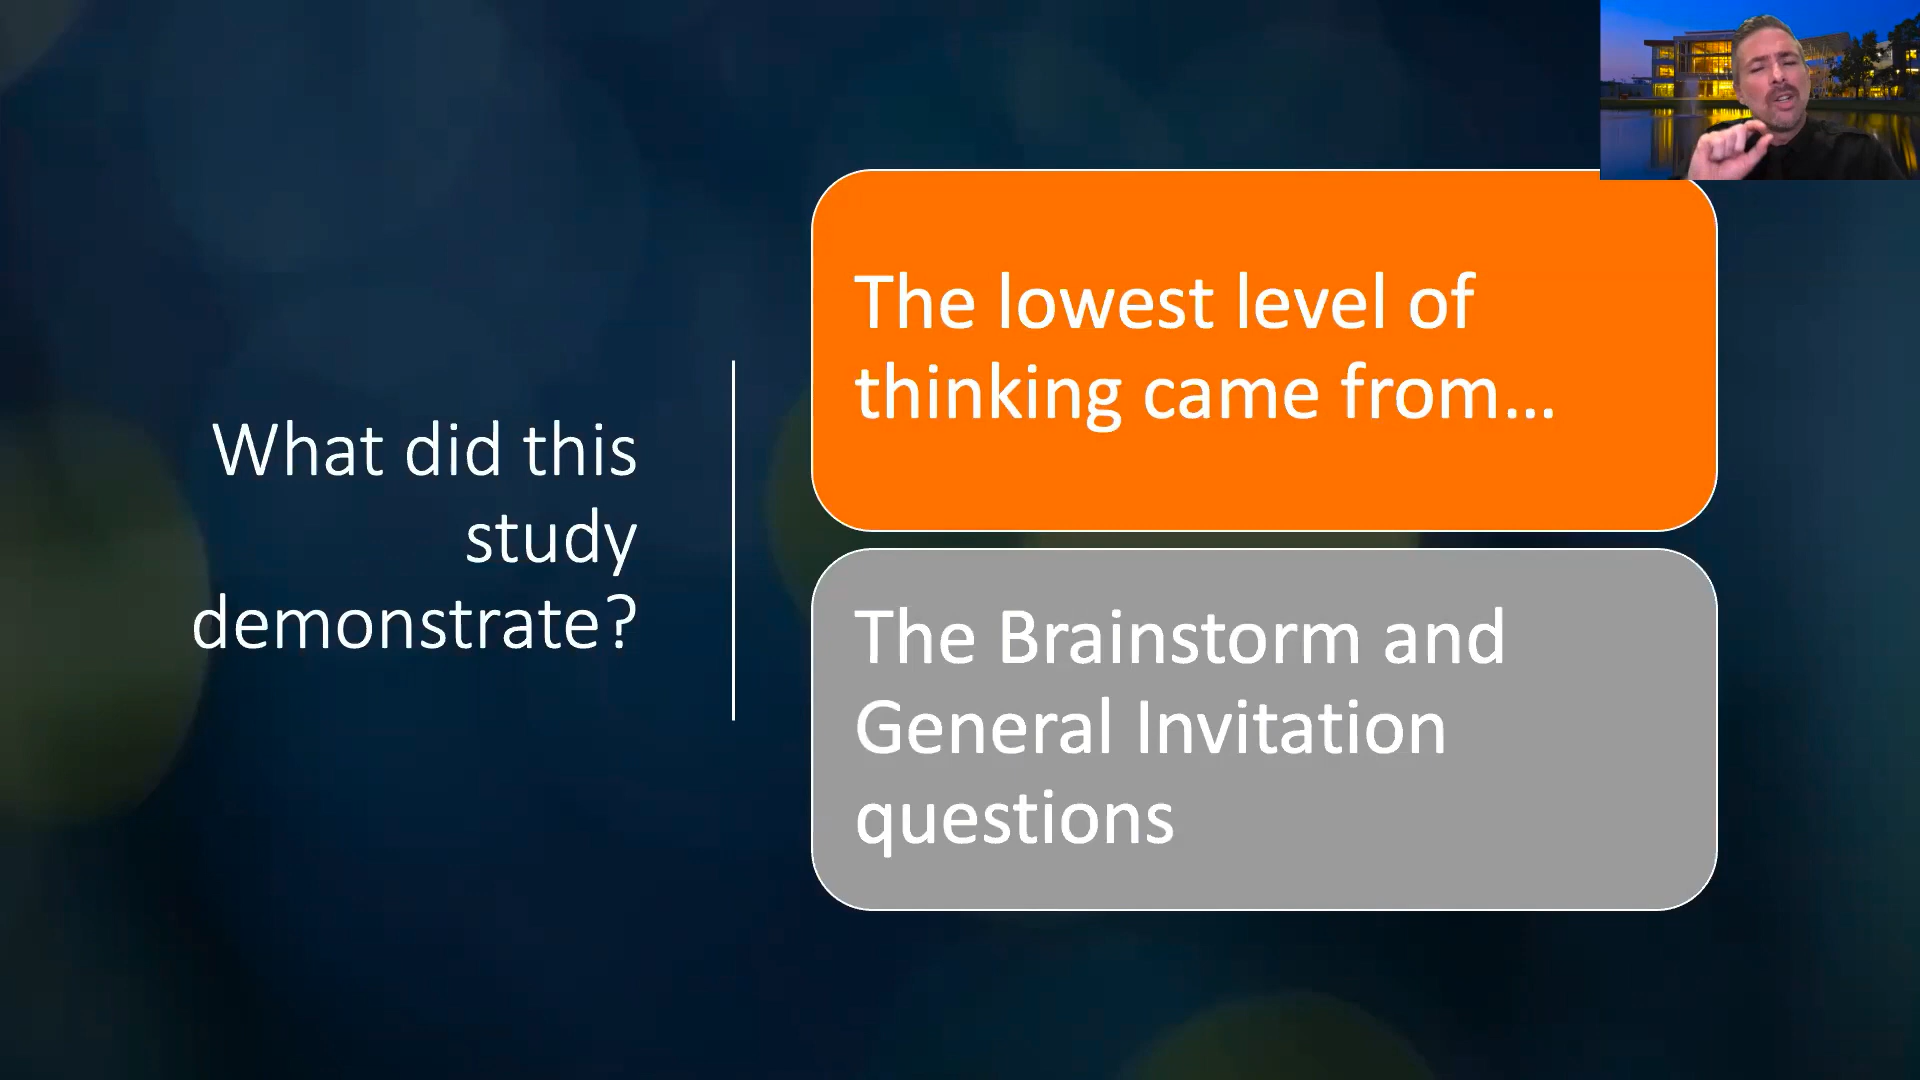 What did this
study
demonstrate?
The lowest level of
thinking came from...
The Brainstorm and
General Invitation
questions